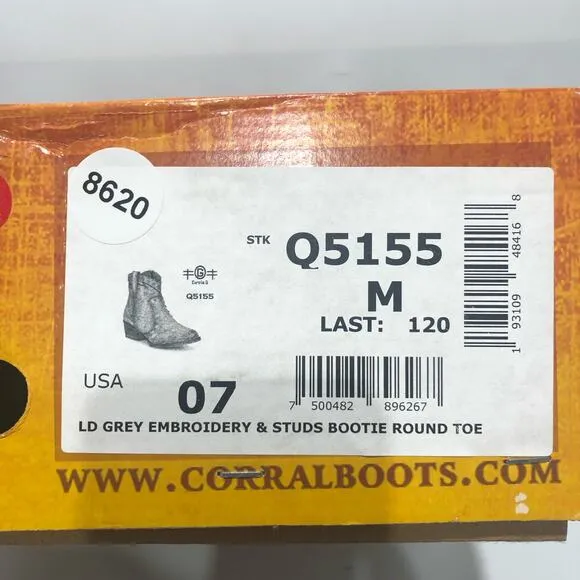 8620
STK Q5155
M
LAST: 120
G
Circle G
Q5155
USA 07
7 500482 896267
1 93109 48416 8
LD GREY EMBROIDERY & STUDS BOOTIE ROUND TOE
WWW.CORRALBOOTS.COM